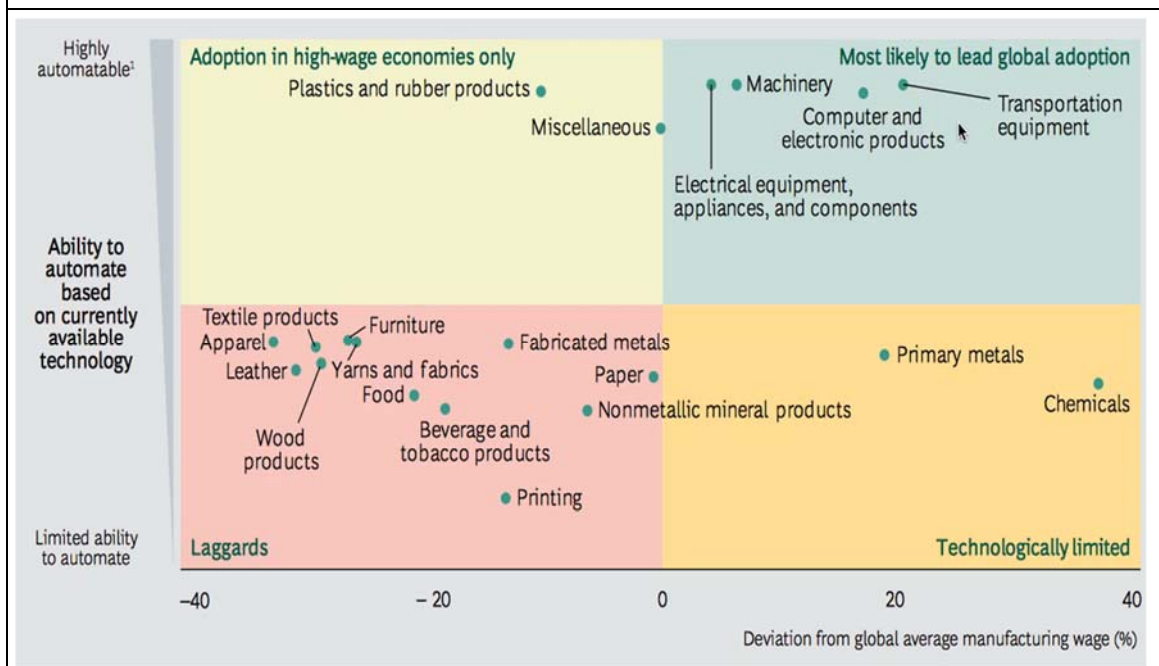 Highly
automatable¹
Adoption in high-wage economies only
Most likely to lead global adoption
Plastics and rubber products
Machinery
Miscellaneous
Computer and
electronic products
Transportation
equipment
Electrical equipment,
appliances, and components
Ability to
automate
based
on currently
available
technology
Textile products
Furniture
Apparel
Fabricated metals
Leather
Yarns and fabrics
Paper
Primary metals
Food
Nonmetallic mineral products
Chemicals
Wood
products
Beverage and
tobacco products
Printing
Limited ability
to automate
Laggards
Technologically limited
–40
– 20
0
20
40
Deviation from global average manufacturing wage (%)